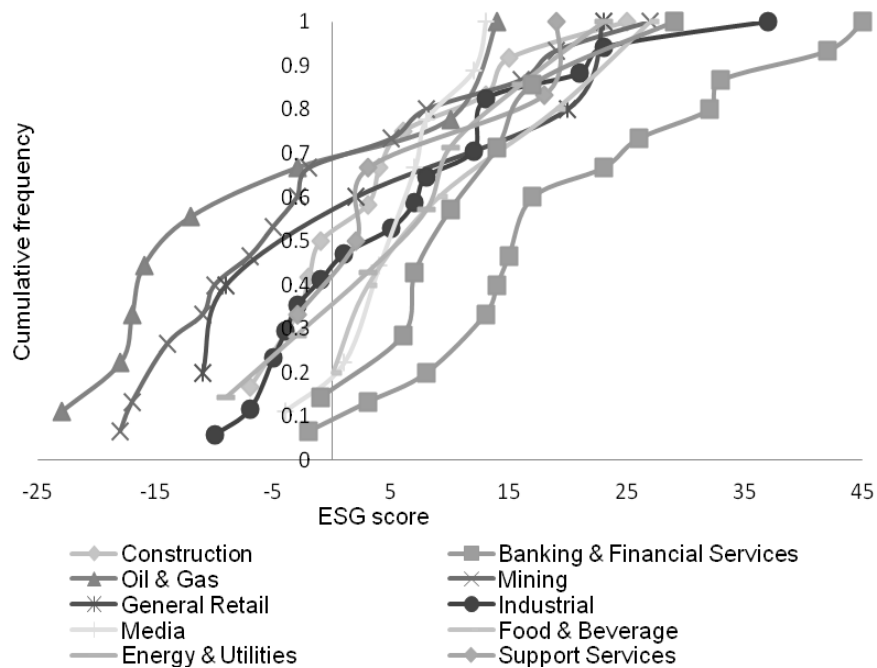 1
0.9
0.8
0.7
0.6
0.5
0.4
0.3
0.2
0.1
0
Cumulative frequency
-25 -15 -5 5 15 25 35 45
ESG score
Construction Banking & Financial Services
Oil & Gas Mining
General Retail Industrial
Media Food & Beverage
Energy & Utilities Support Services